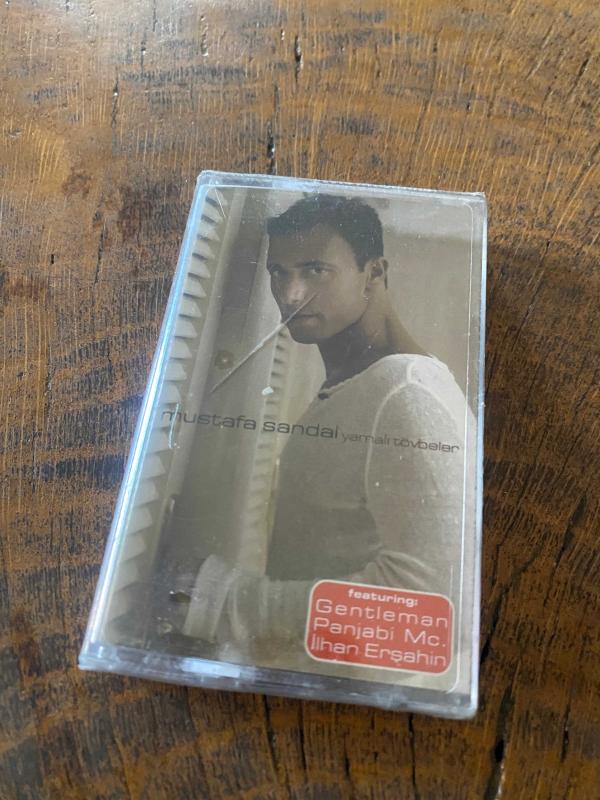 mustafa sandal yamalı tövbeler
featuring:
Gentleman
Panjabi Mc.
İlhan Erşahin